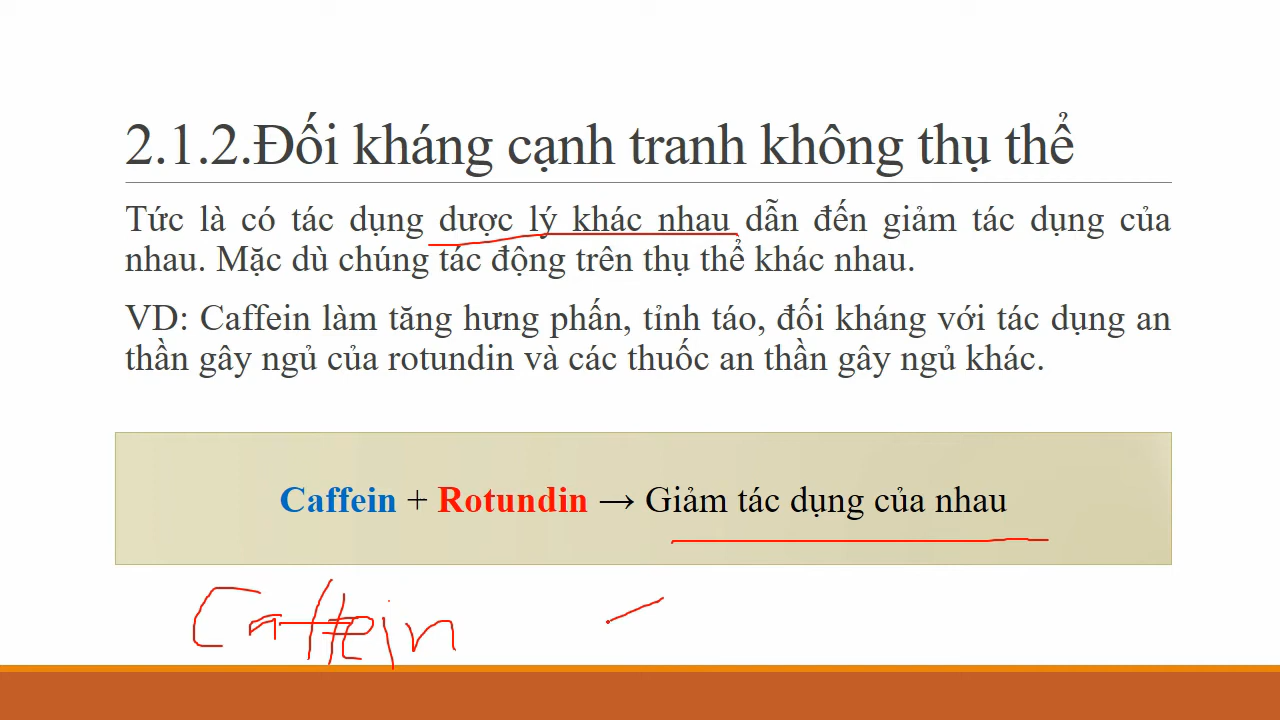 2.1.2.Đối kháng cạnh tranh không thụ thể
Tức là có tác dụng dược lý khác nhau dẫn đến giảm tác dụng của
nhau. Mặc dù chúng tác động trên thụ thể khác nhau.
VD: Caffein làm tăng hưng phấn, tỉnh táo, đối kháng với tác dụng an
thần gây ngủ của rotundin và các thuốc an thần gây ngủ khác.
Caffein + Rotundin → Giảm tác dụng của nhau
Caffein